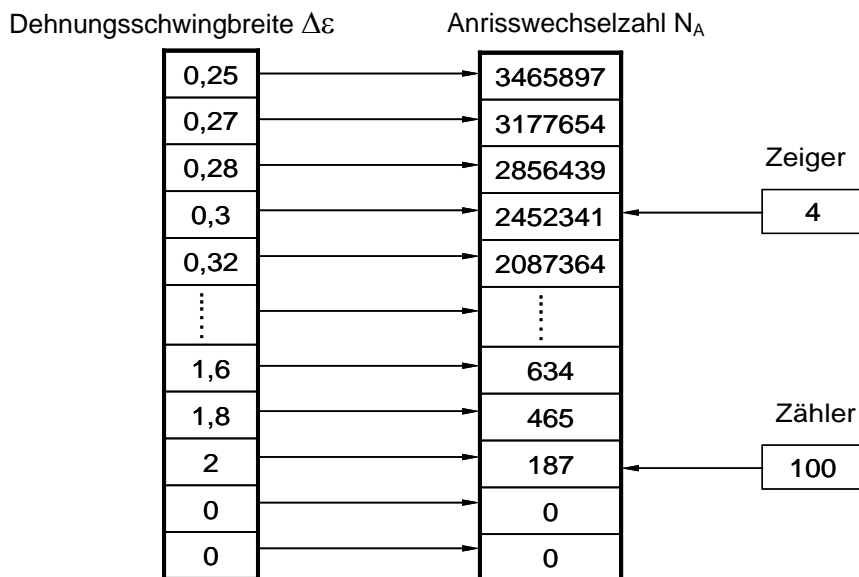 Dehnungsschwingbreite Δε Anrisswechselzahl N_A
0,25 3465897
0,27 3177654
0,28 2856439
Zeiger
0,3 2452341 4
0,32 2087364
1,6 634
1,8 465
Zähler
2 187 100
0 0
0 0